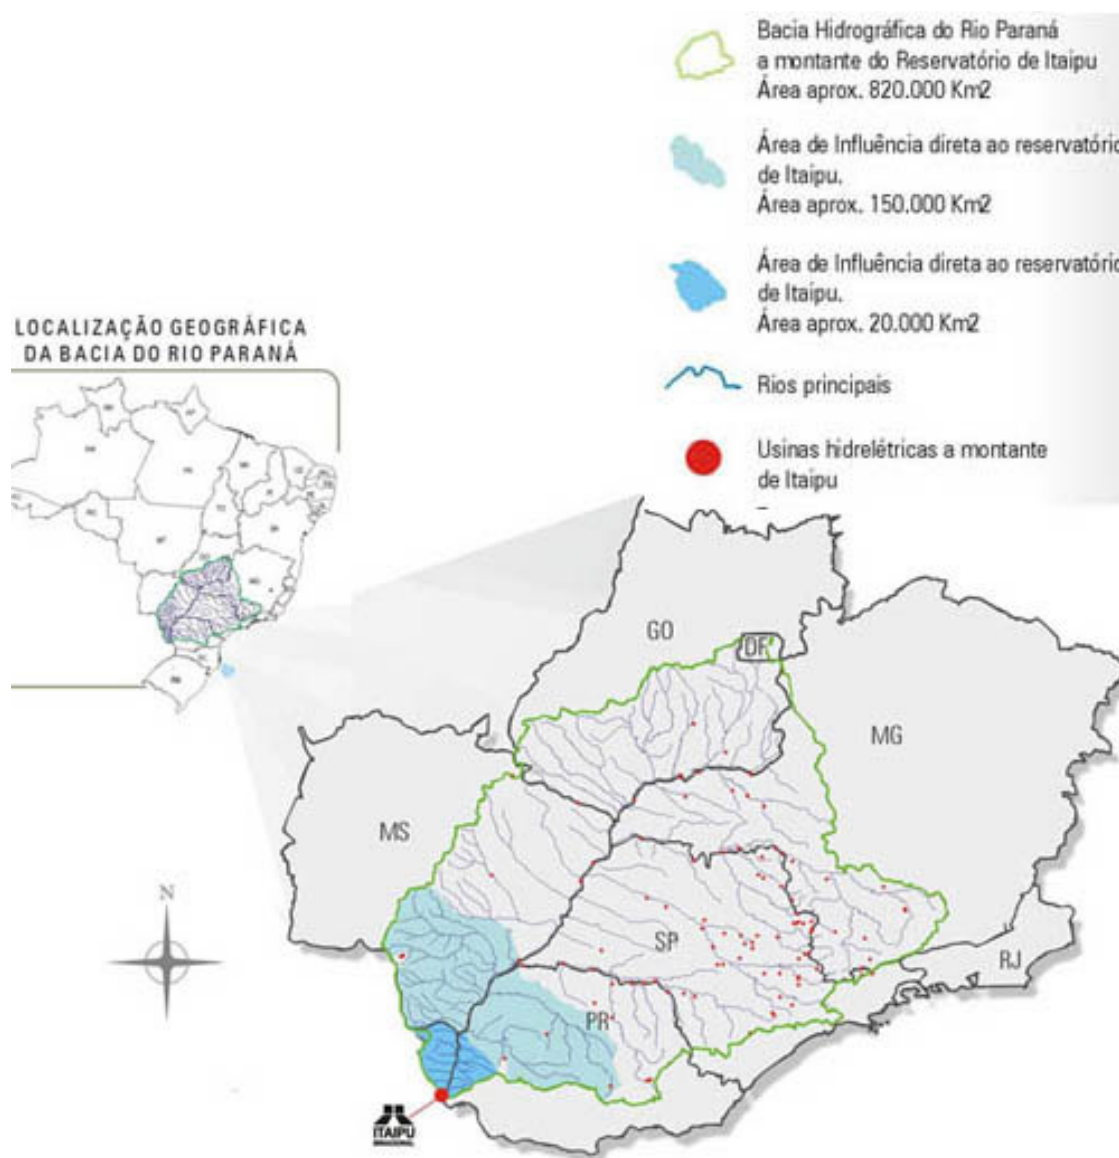 Bacia Hidrográfica do Rio Paraná
a montante do Reservatório de Itaipu
Área aprox. 820.000 Km2
Área de Influência direta ao reservatório
de Itaipu.
Área aprox. 150.000 Km2
Área de Influência direta ao reservatório
de Itaipu.
Área aprox. 20.000 Km2
Rios principais
Usinas hidrelétricas a montante
de Itaipu
LOCALIZAÇÃO GEOGRÁFICA
DA BACIA DO RIO PARANÁ
GO
DF
MG
MS
SP
RJ
PR
N
ITAIPU
BINACIONAL